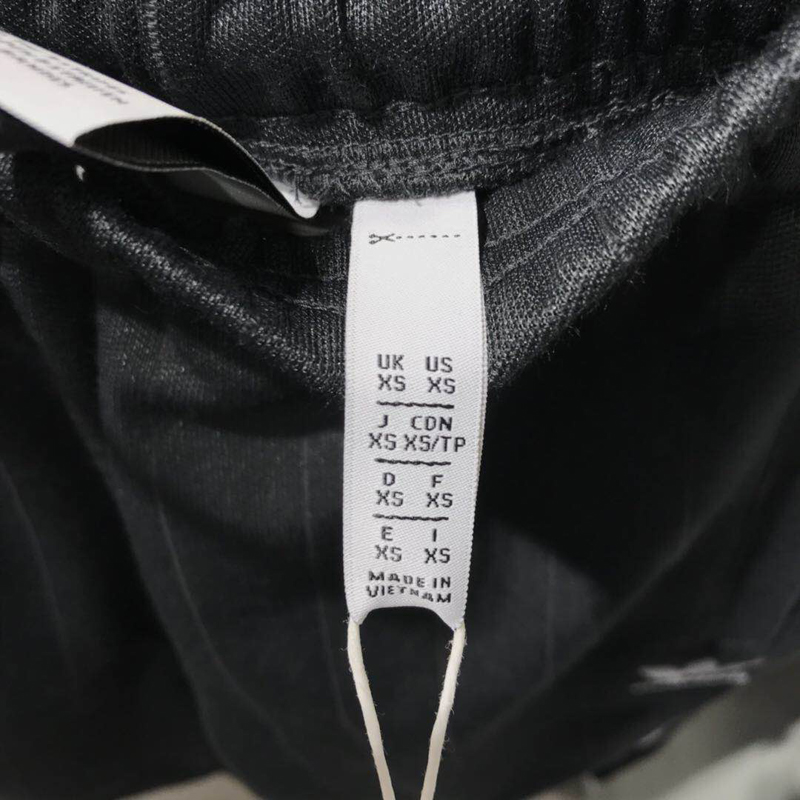 UK US
XS XS
J CDN
XS XS/TP
D F
XS XS
E I
XS XS
MADE IN
VIETNAM